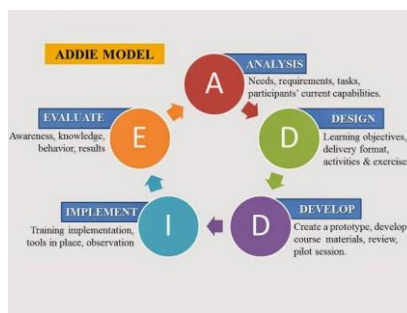 ADDIE MODEL
A
ANALYSIS
Needs, requirements, tasks,
participants' current capabilities.
D
DESIGN
Learning objectives,
delivery format,
activities & exercise
D
DEVELOP
Create a prototype, develop
course materials, review,
pilot session.
I
IMPLEMENT
Training implementation,
tools in place, observation
E
EVALUATE
Awareness, knowledge,
behavior, results